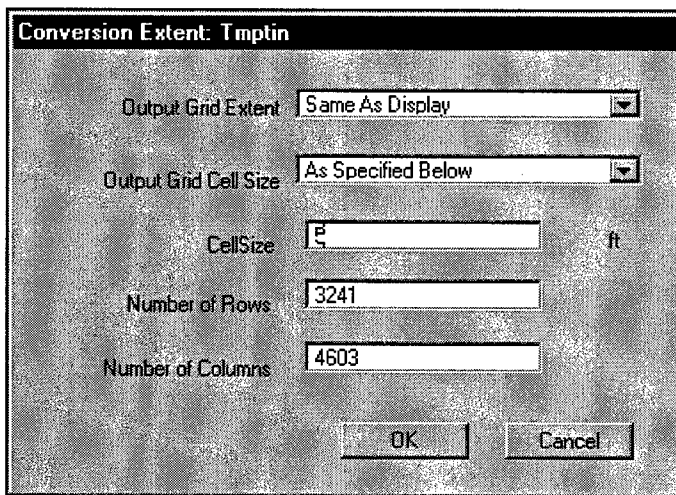 Conversion Extent: Tmptin
Output Grid Extent Same As Display
Output Grid Cell Size As Specified Below
CellSize ft
Number of Rows 3241
Number of Columns 4603
OK Cancel